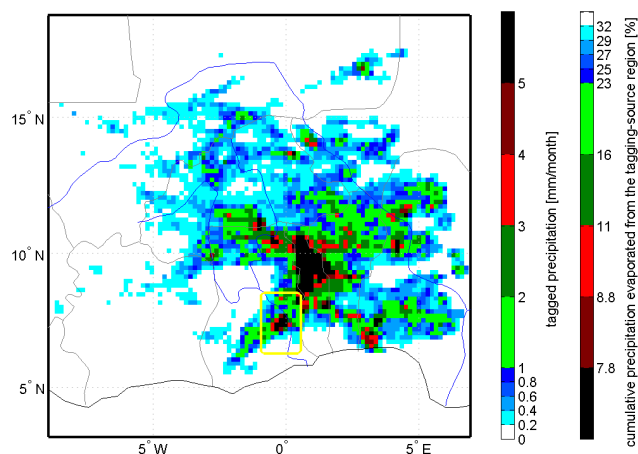 15° N
10° N
5° N
5° W
0°
5° E
5
4
3
2
1
0.8
0.6
0.4
0.2
0
tagged precipitation [mm/month]
32
29
27
25
23
16
11
8.8
7.8
cumulative precipitation evaporated from the tagging-source region [%]